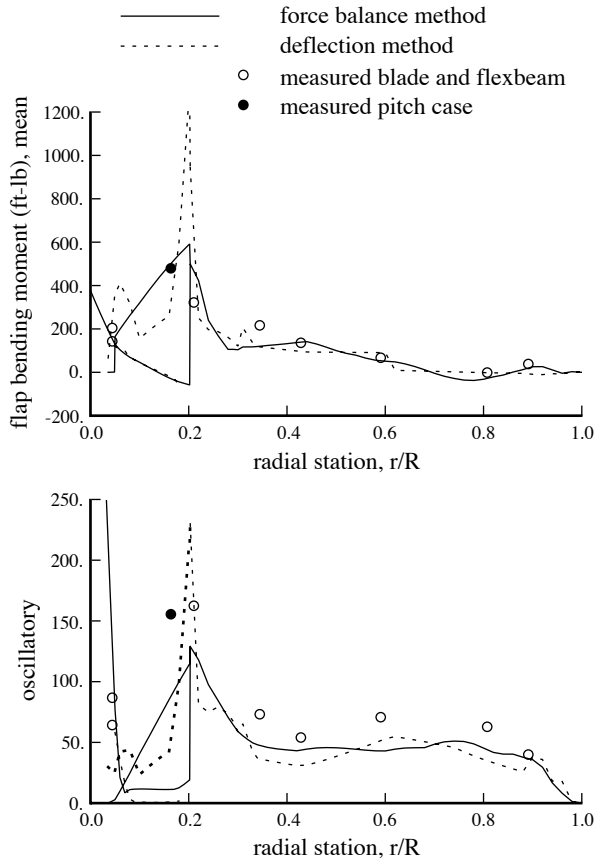 force balance method
deflection method
measured blade and flexbeam
measured pitch case
flap bending moment (ft-lb), mean
1200.
1000.
800.
600.
400.
200.
0.
-200.
0.0 0.2 0.4 0.6 0.8 1.0
radial station, r/R
oscillatory
250.
200.
150.
100.
50.
0.
0.0 0.2 0.4 0.6 0.8 1.0
radial station, r/R